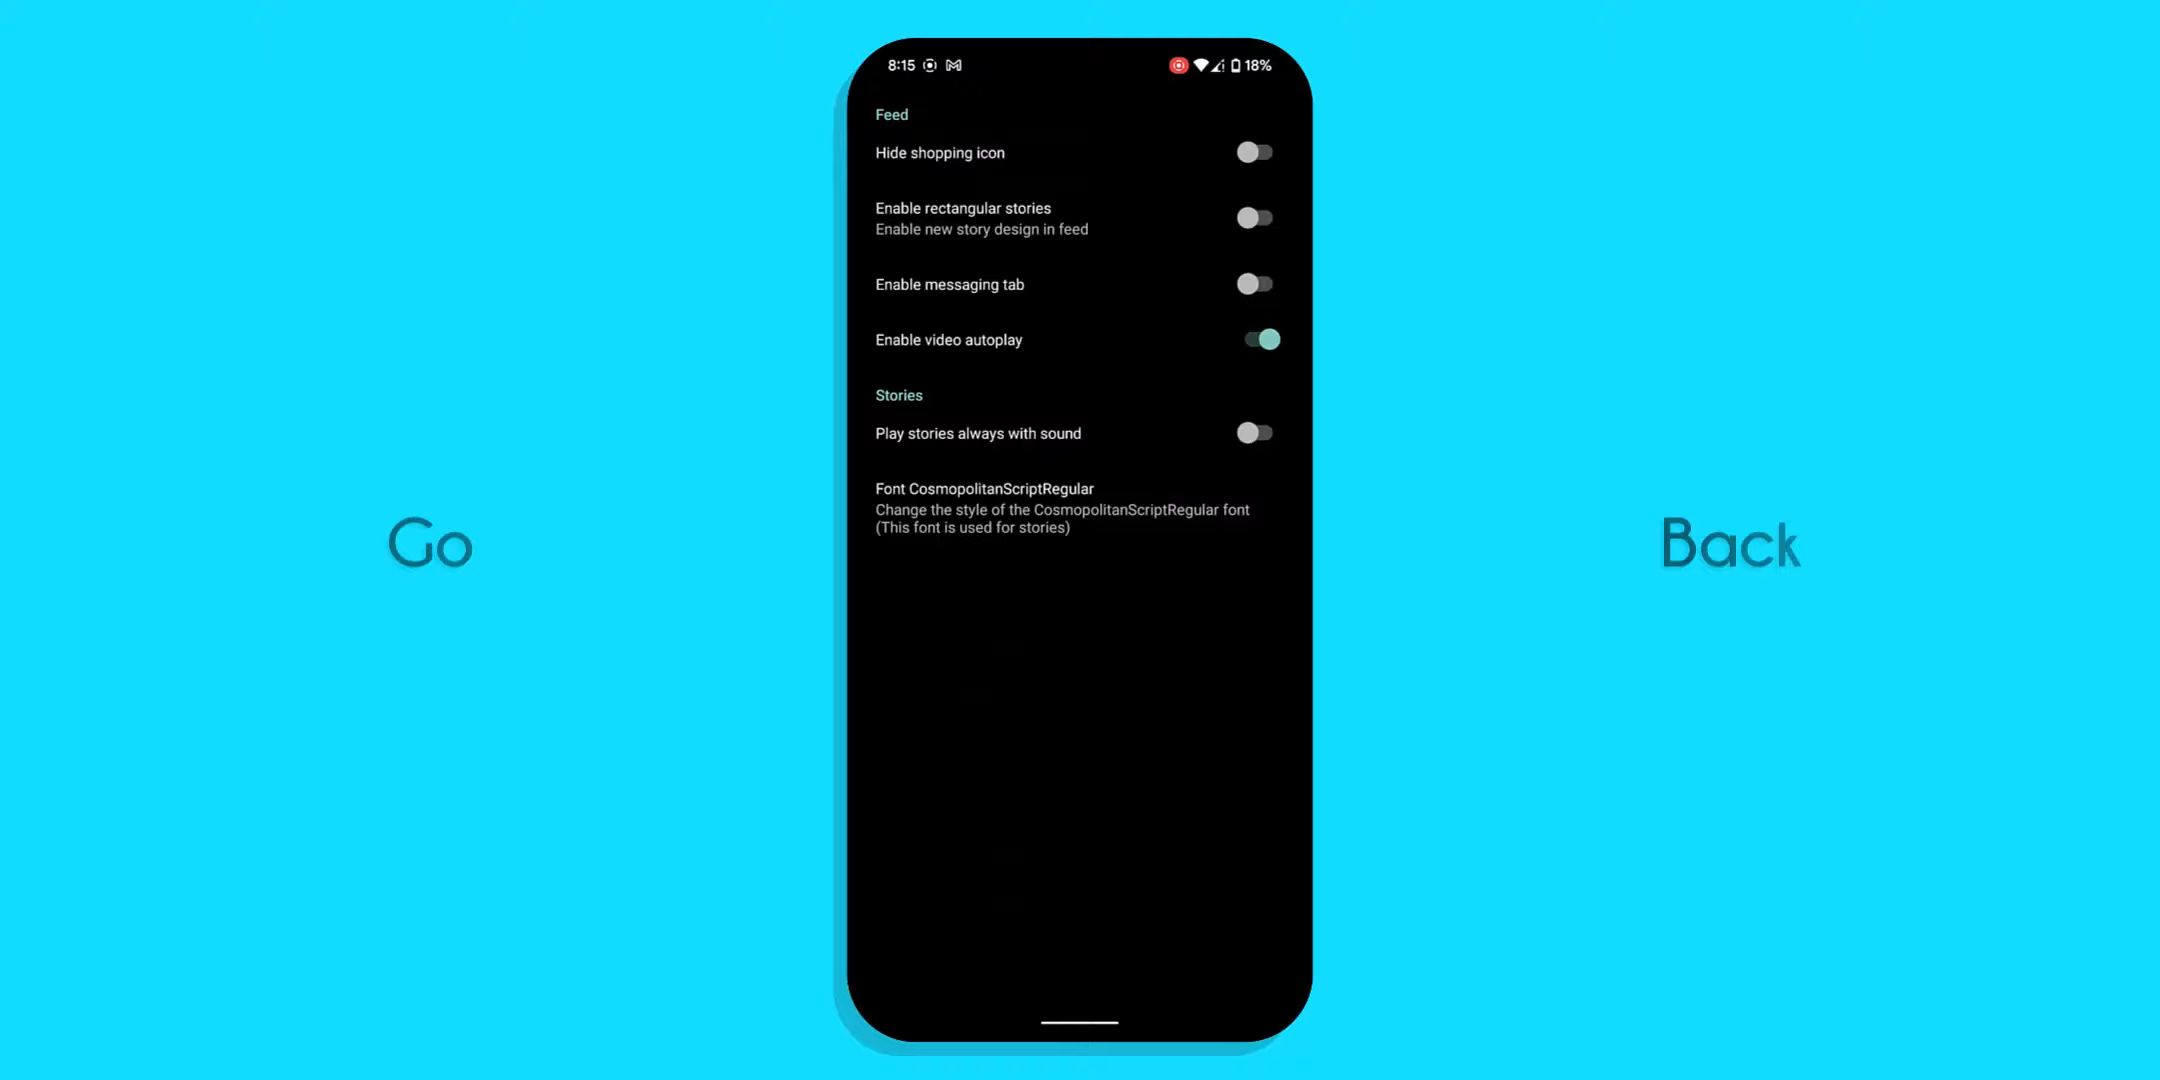 8:15 18%
Feed
Hide shopping icon
Enable rectangular stories
Enable new story design in feed
Enable messaging tab
Enable video autoplay
Stories
Play stories always with sound
Font CosmopolitanScriptRegular
Change the style of the CosmopolitanScriptRegular font
(This font is used for stories)
Go Back